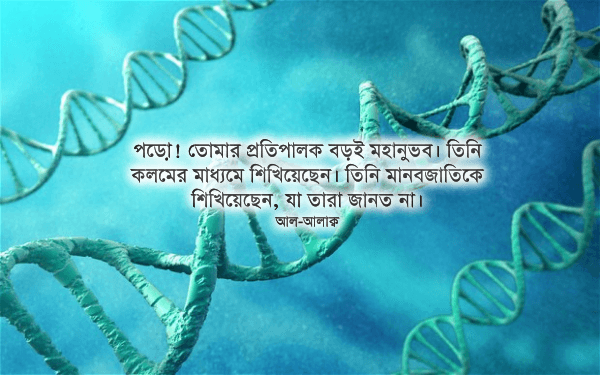 পড়ো! তোমার প্রতিপালক বড়ই মহানুভব। তিনি
কলমের মাধ্যমে শিখিয়েছেন। তিনি মানবজাতিকে
শিখিয়েছেন, যা তারা জানত না।
আল-আলাক্ব